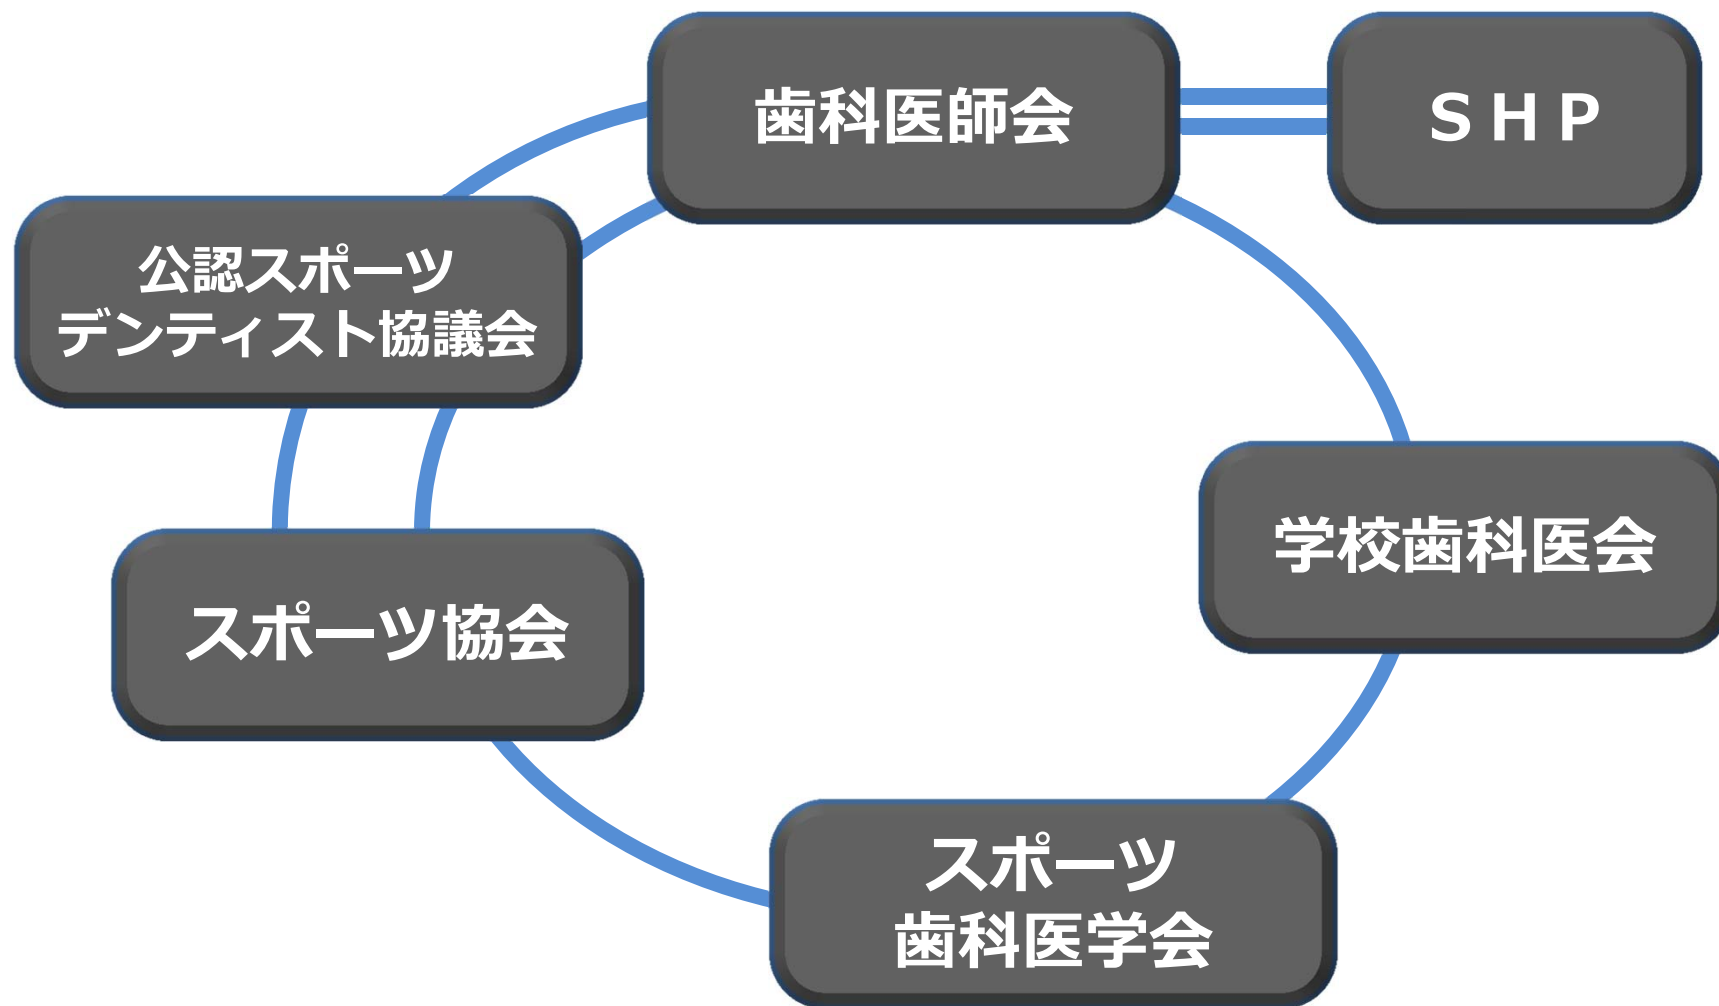 歯科医師会
ＳＨＰ
公認スポーツ
デンティスト協議会
学校歯科医会
スポーツ協会
スポーツ
歯科医学会